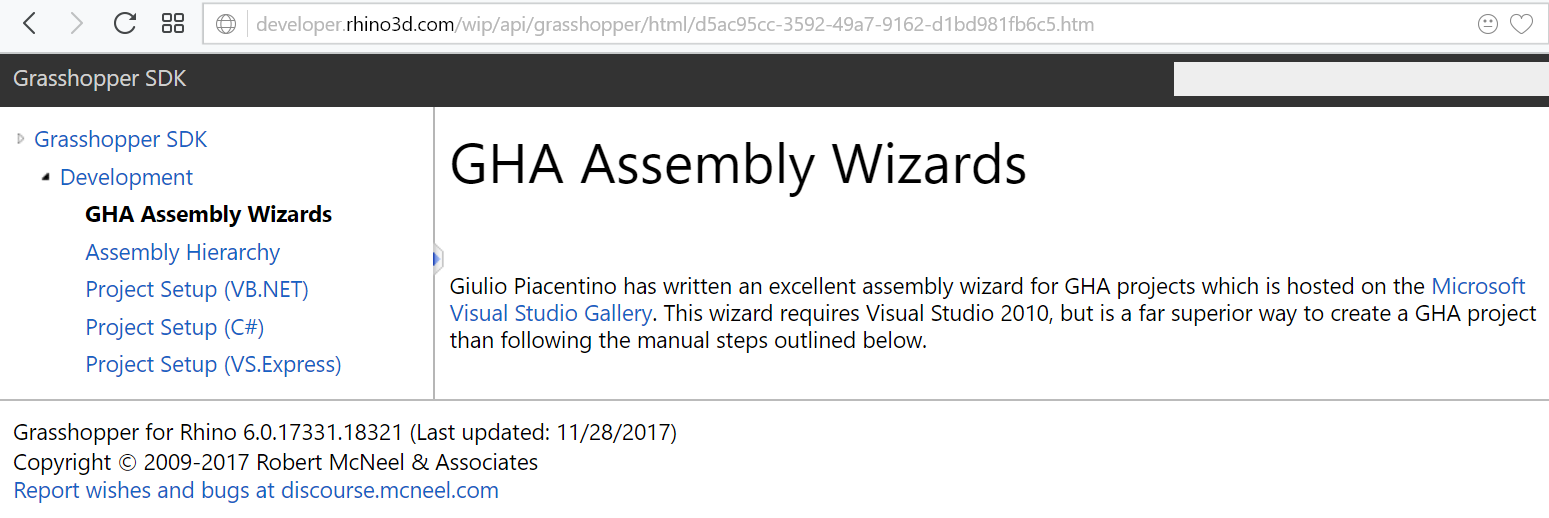 developer.rhino3d.com/wip/api/grasshopper/html/d5ac95cc-3592-49a7-9162-d1bd981fb6c5.htm
Grasshopper SDK
Grasshopper SDK
Development
GHA Assembly Wizards
Assembly Hierarchy
Project Setup (VB.NET)
Project Setup (C#)
Project Setup (VS.Express)
GHA Assembly Wizards
Giulio Piacentino has written an excellent assembly wizard for GHA projects which is hosted on the Microsoft
Visual Studio Gallery. This wizard requires Visual Studio 2010, but is a far superior way to create a GHA project
than following the manual steps outlined below.
Grasshopper for Rhino 6.0.17331.18321 (Last updated: 11/28/2017)
Copyright © 2009-2017 Robert McNeel & Associates
Report wishes and bugs at discourse.mcneel.com